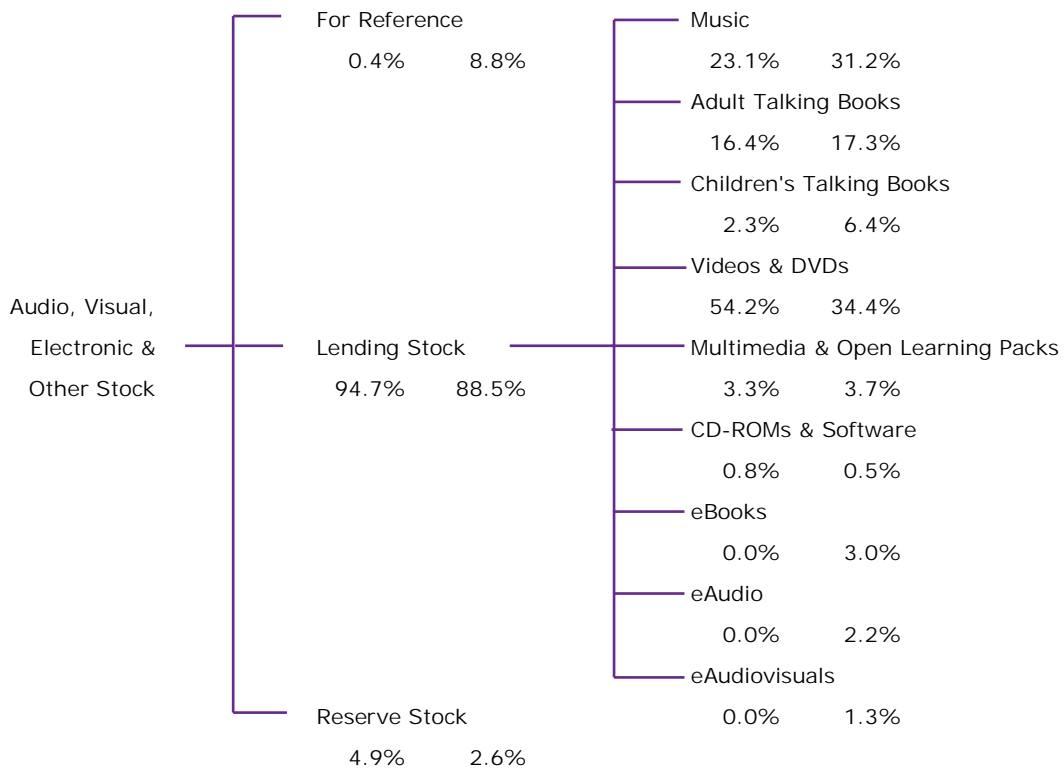 For Reference
0.4% 8.8%
Music
23.1% 31.2%
Adult Talking Books
16.4% 17.3%
Children's Talking Books
2.3% 6.4%
Videos & DVDs
54.2% 34.4%
Audio, Visual,
Electronic &
Other Stock
Lending Stock
94.7% 88.5%
Multimedia & Open Learning Packs
3.3% 3.7%
CD-ROMs & Software
0.8% 0.5%
eBooks
0.0% 3.0%
eAudio
0.0% 2.2%
eAudiovisuals
0.0% 1.3%
Reserve Stock
4.9% 2.6%